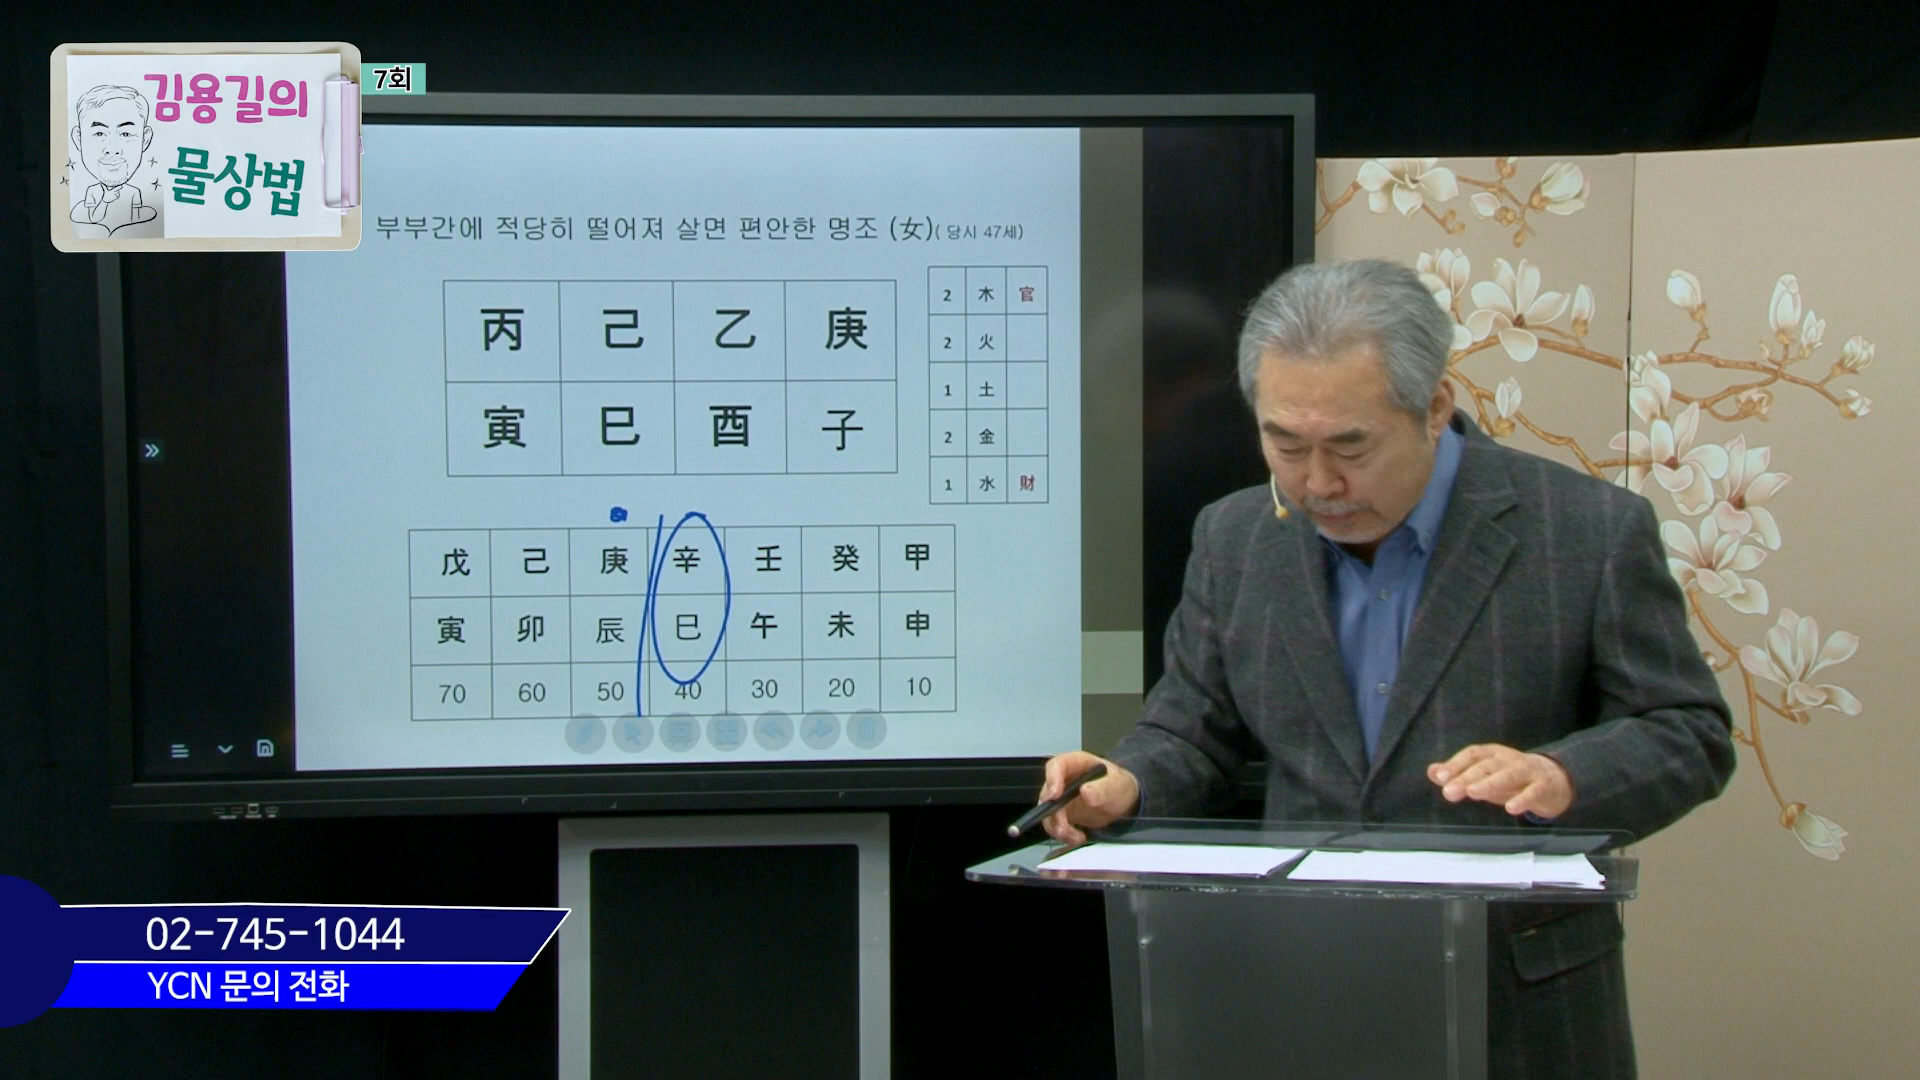 김용길의
물상법
7회
부부간에 적당히 떨어져 살면 편안한 명조 (女)( 당시 47세)
丙 己 乙 庚
寅 巳 酉 子
2 木 官
2 火
1 土
2 金
1 水 財
戊 己 庚 辛 壬 癸 甲
寅 卯 辰 巳 午 未 申
70 60 50 40 30 20 10
02-745-1044
YCN 문의 전화